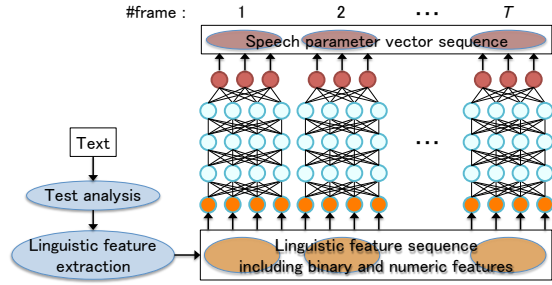 #frame : 1 2 ... T
Speech parameter vector sequence
...
Text
Test analysis
Linguistic feature
extraction
Linguistic feature sequence
including binary and numeric features